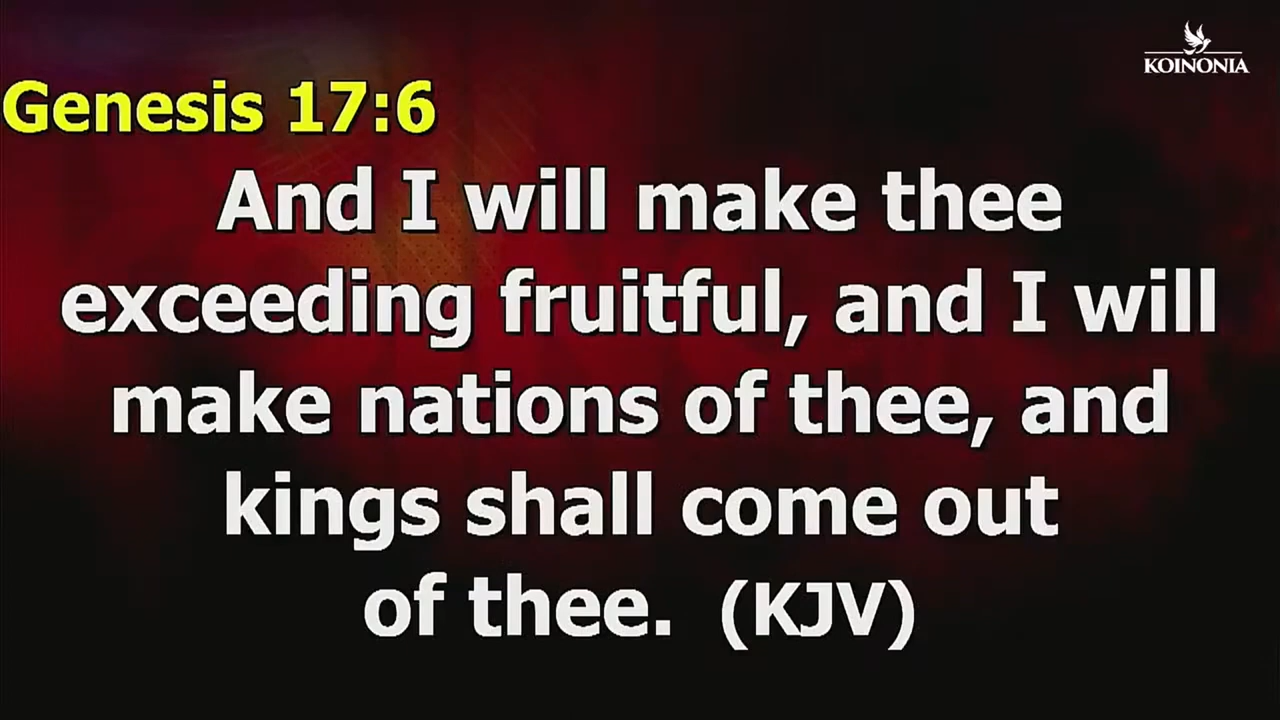 KOINONIA
Genesis 17:6
And I will make thee
exceeding fruitful, and I will
make nations of thee, and
kings shall come out
of thee. (KJV)